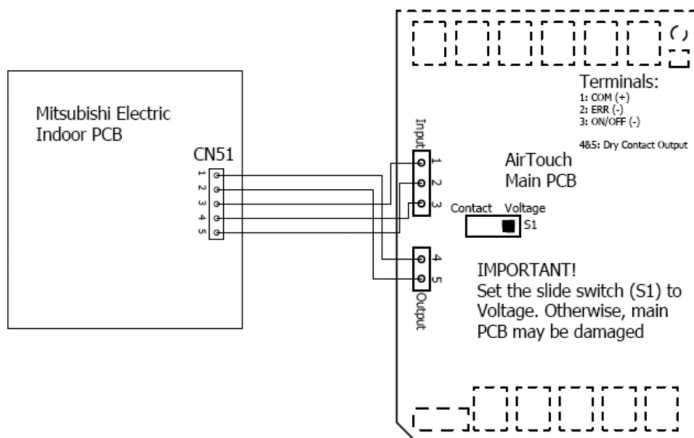 Mitsubishi Electric
Indoor PCB
CN51
1
2
3
4
5
Input
1
2
3
4
5
Output
Terminals:
1: COM (+)
2: ERR (-)
3: ON/OFF (-)
4&5: Dry Contact Output
AirTouch
Main PCB
Contact Voltage
S1
IMPORTANT!
Set the slide switch (S1) to
Voltage. Otherwise, main
PCB may be damaged